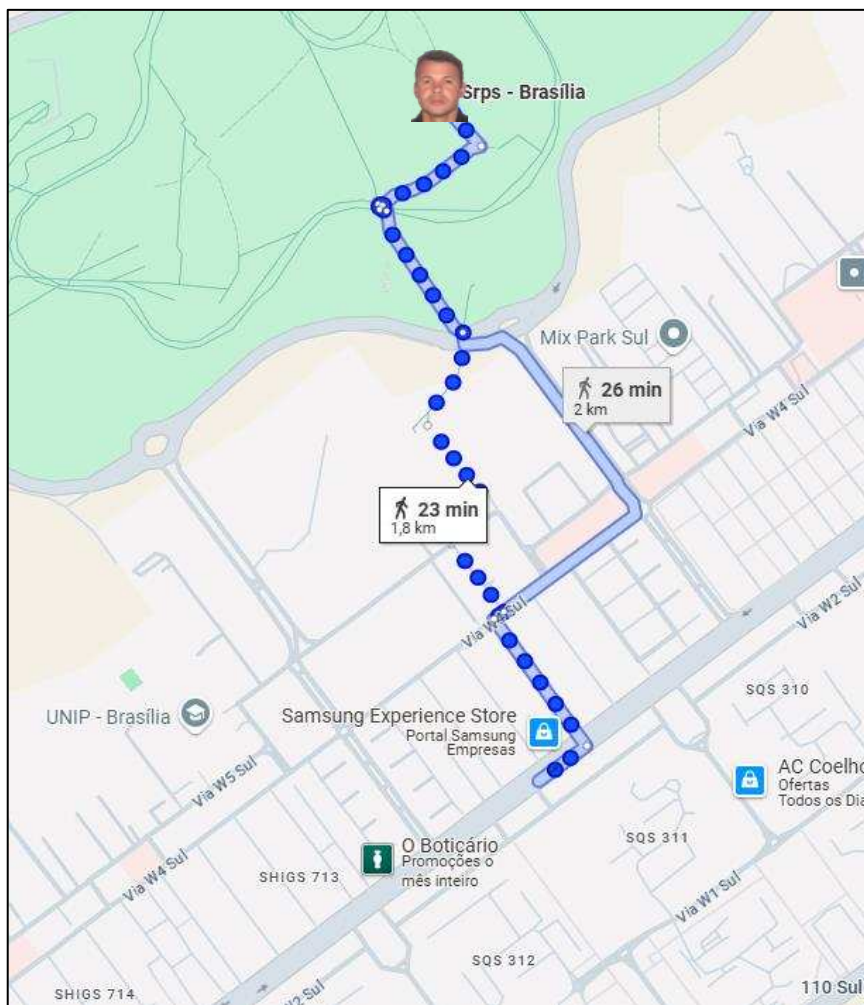 Srps - Brasília
Mix Park Sul
26 min
2 km
Via W4 Sul
23 min
1,8 km
Via W4 Sul
Via W2 Sul
SQS 310
UNIP - Brasília
Samsung Experience Store
Portal Samsung
Empresas
AC Coelho
Ofertas
Todos os Dia
Via W5 Sul
SQS 311
O Boticário
Promoções o
mês inteiro
SHIGS 713
Via W4 Sul
Via W1 Sul
SQS 312
110 Sul
SHIGS 714
W2 Sul